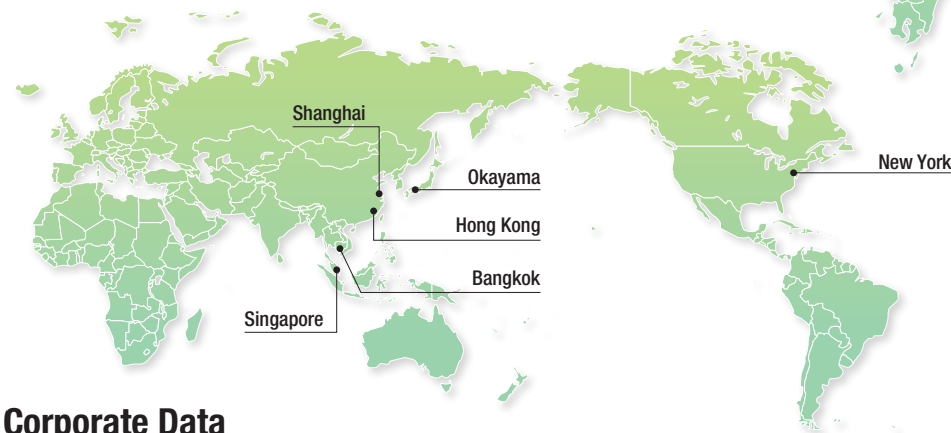 Shanghai
New York
Okayama
Hong Kong
Bangkok
Singapore
Corporate Data